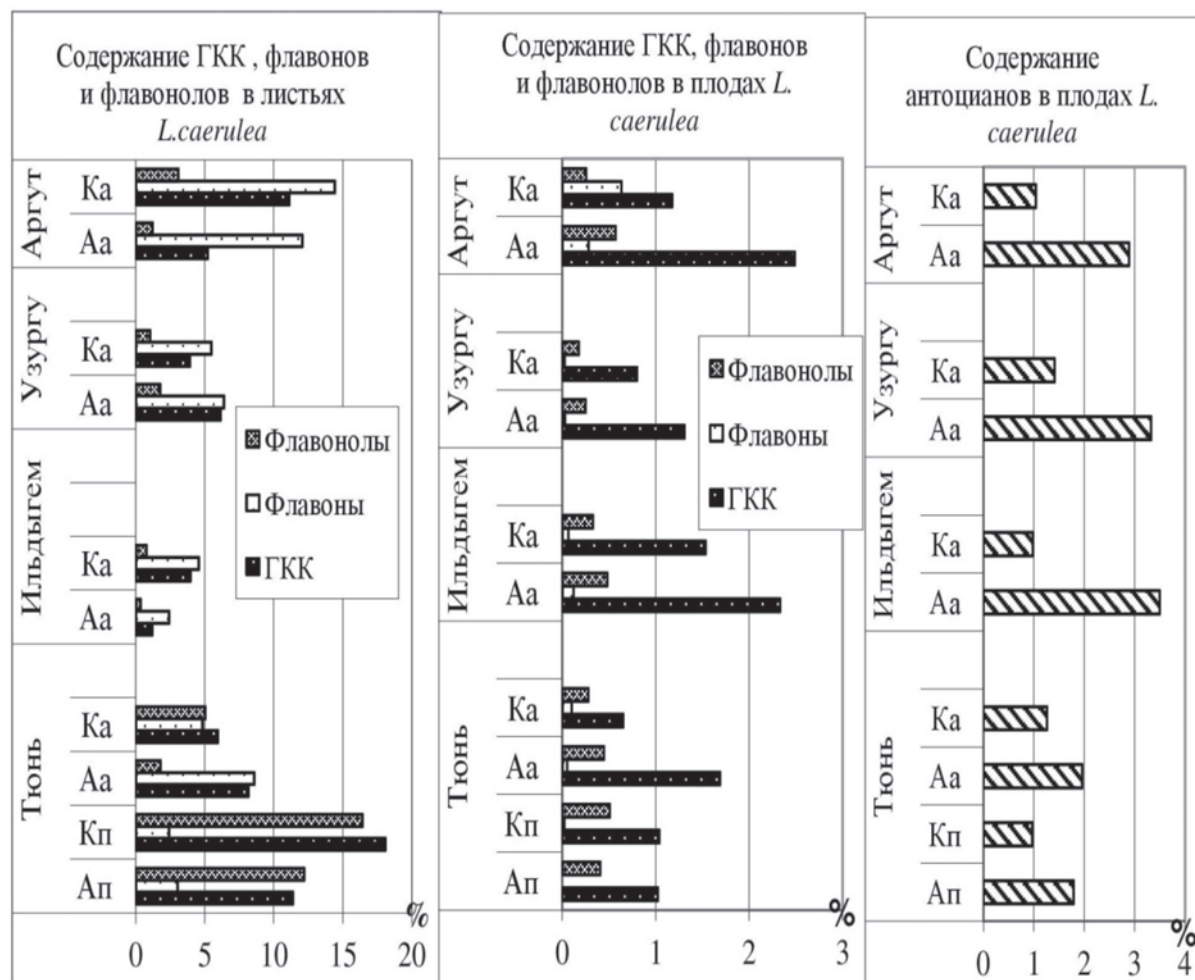 Содержание ГКК , флавонов
и флавонолов в листьях
L.caerulea
Аргут
Ка
Аа
Узургу
Ка
Аа
Ильдыгем
Ка
Аа
Тюнь
Ка
Аа
Кп
Ап
Флавонолы
Флавоны
ГКК
%
0 5 10 15 20
Содержание ГКК, флавонов
и флавонолов в плодах L.
caerulea
Аргут
Ка
Аа
Узургу
Ка
Аа
Ильдыгем
Ка
Аа
Тюнь
Ка
Аа
Кп
Ап
Флавонолы
Флавоны
ГКК
%
0 1 2 3
Содержание
антоцианов в плодах L.
caerulea
Аргут
Ка
Аа
Узургу
Ка
Аа
Ильдыгем
Ка
Аа
Тюнь
Ка
Аа
Кп
Ап
%
0 1 2 3 4